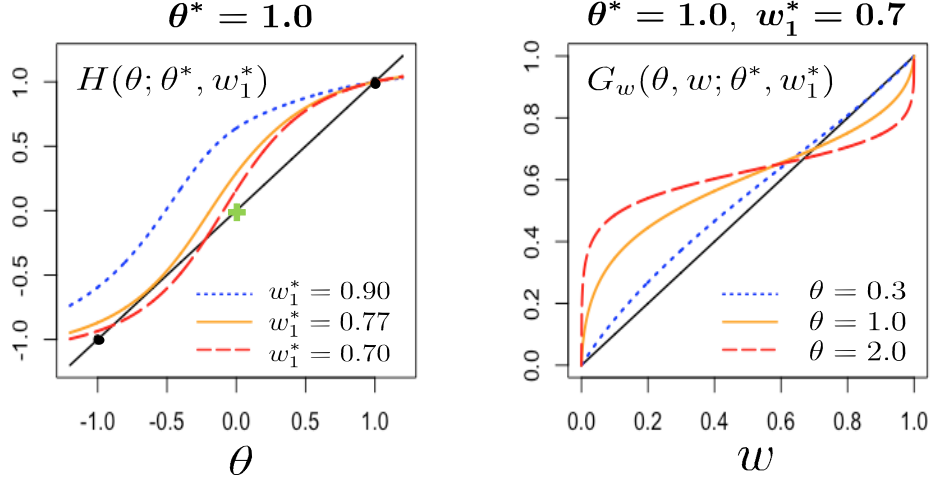 θ* = 1.0
H(θ; θ*, w₁*)
1.0
0.5
0.0
-0.5
-1.0
w₁* = 0.90
w₁* = 0.77
w₁* = 0.70
-1.0 -0.5 0.0 0.5 1.0
θ
θ* = 1.0, w₁* = 0.7
G_w(θ, w; θ*, w₁*)
1.0
0.8
0.6
0.4
0.2
0.0
θ = 0.3
θ = 1.0
θ = 2.0
0.0 0.2 0.4 0.6 0.8 1.0
w